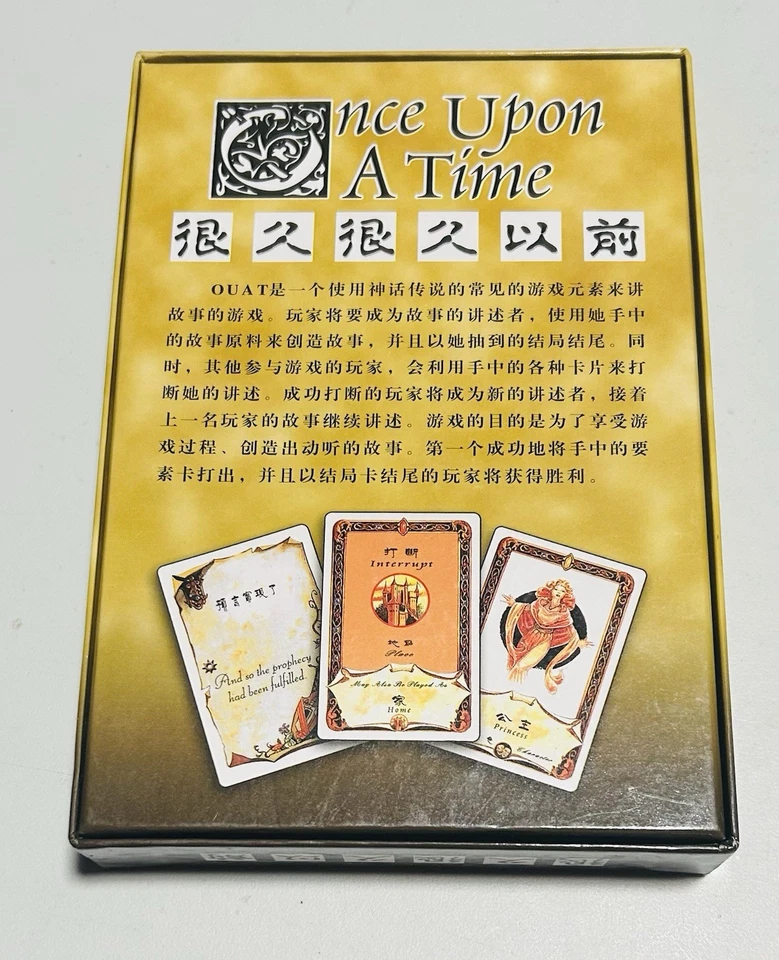 Once Upon
A Time
很久很久以前
OUAT是一个使用神话传说的常见的游戏元素来讲
故事的游戏。玩家将要成为故事的讲述者，使用她手中
的故事原料来创造故事，并且以她抽到的结局结尾。同
时，其他参与游戏的玩家，会利用手中的各种卡片来打
断她的讲述。成功打断的玩家将成为新的讲述者，接着
上一名玩家的故事继续讲述。游戏的目的是为了享受游
戏过程、创造出动听的故事。第一个成功地将手中的要
素卡打出，并且以结局卡结尾的玩家将获得胜利。
预言实现了
And so the prophecy
had been fulfilled.
打断
Interrupt
地点
Place
May Also Be Played As
家
Home
公主
Princess
Character
很久很久以前